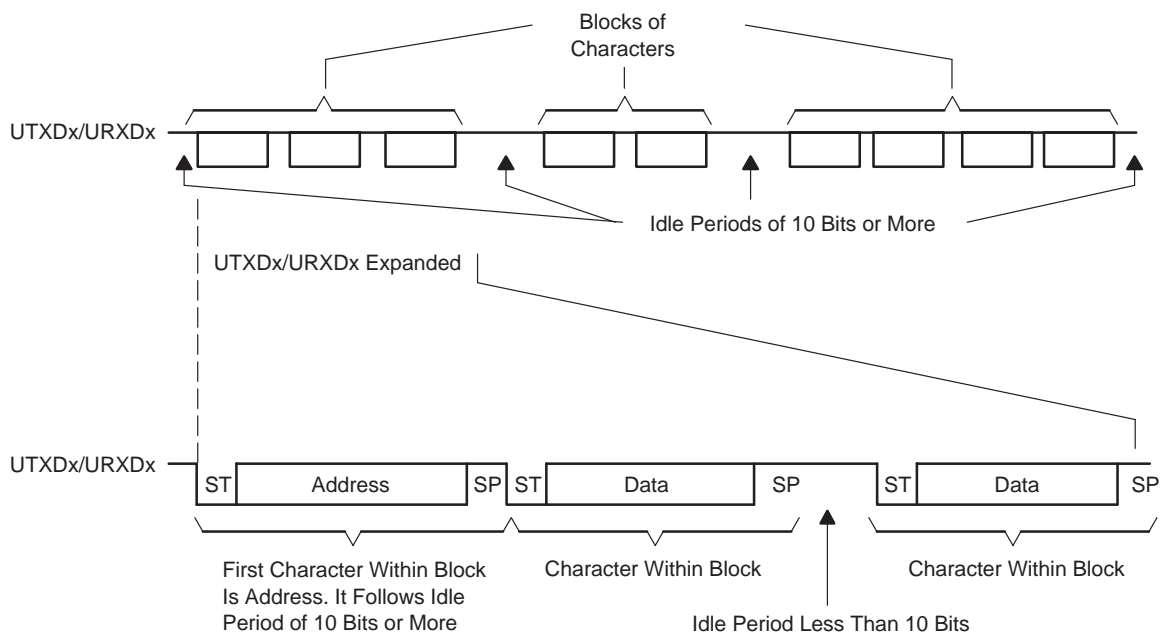 Blocks of
Characters
UTXDx/URXDx
Idle Periods of 10 Bits or More
UTXDx/URXDx Expanded
UTXDx/URXDx
ST
Address
SP
ST
Data
SP
ST
Data
SP
First Character Within Block
Is Address. It Follows Idle
Period of 10 Bits or More
Character Within Block
Character Within Block
Idle Period Less Than 10 Bits